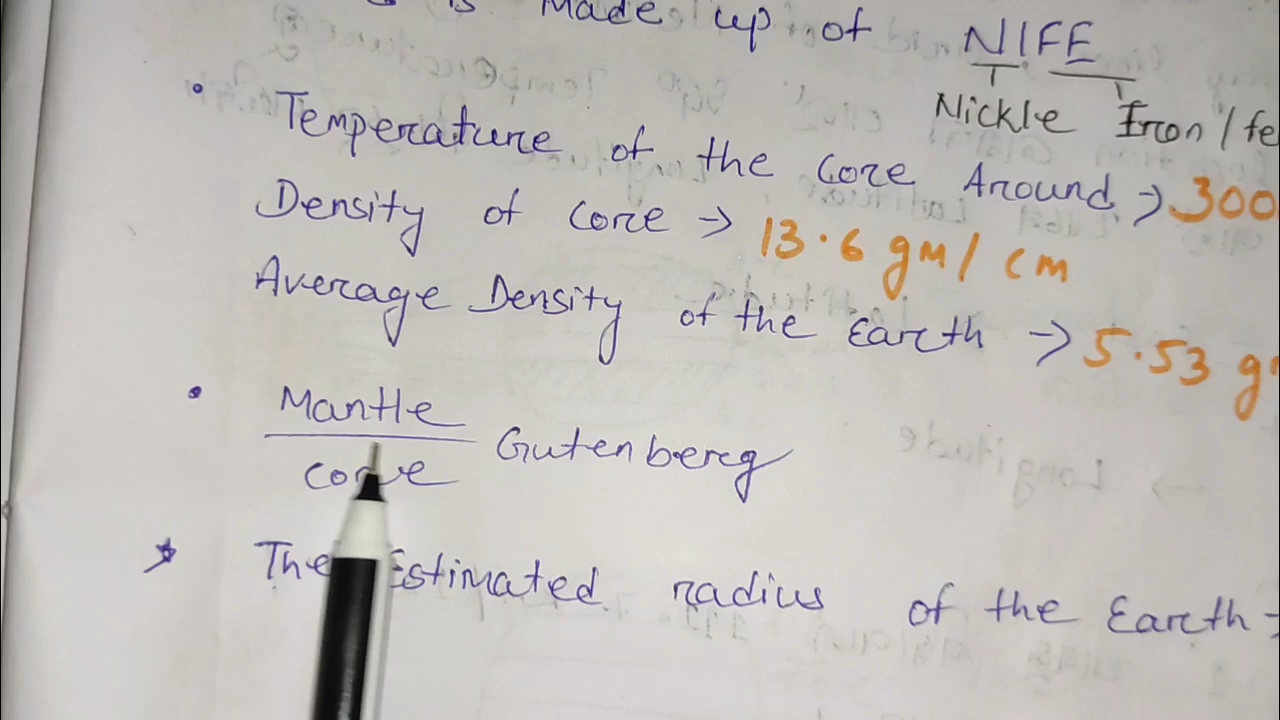 is made up of NIFE
Nickle Iron/fe
Temperature of the core Around → 300
Density of core → 13.6 gm/cm
Average Density of the Earth → 5.53 g
Mantle
core
Gutenberg
The Estimated radius of the Earth →